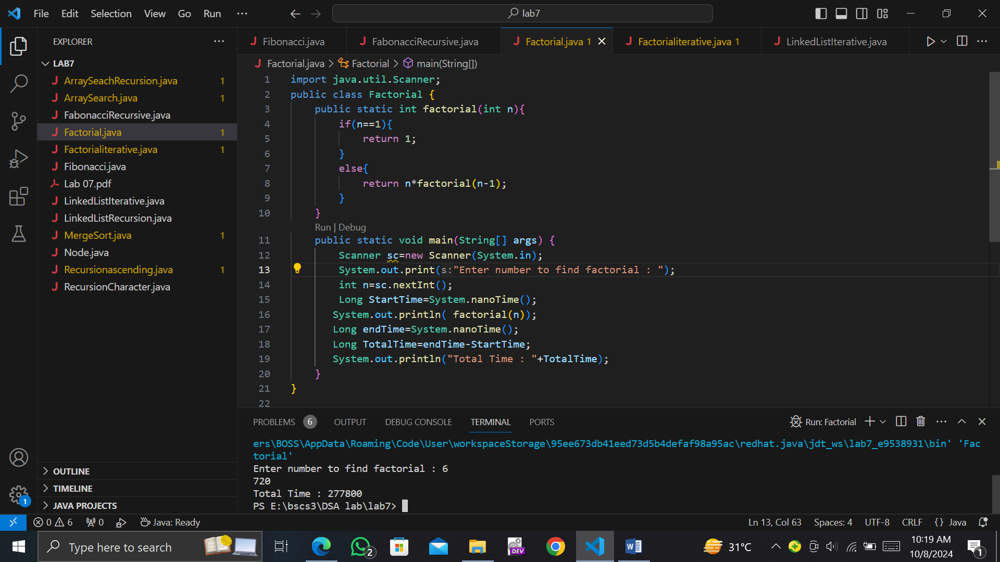 File Edit Selection View Go Run ··· lab7
EXPLORER ···
LAB7
ArraySeachRecursion.java 1
ArraySearch.java 1
FabonacciRecursive.java
Factorial.java 1
Factorialiterative.java 1
Fibonacci.java
Lab 07.pdf
LinkedListIterative.java
LinkedListRecursion.java
MergeSort.java 1
Node.java
Recursionascending.java 1
RecursionCharacter.java
OUTLINE
TIMELINE
JAVA PROJECTS
Fibonacci.java FabonacciRecursive.java Factorial.java 1 Factorialiterative.java 1 LinkedListIterative.java
Factorial.java > Factorial > main(String[])
1 import java.util.Scanner;
2 public class Factorial {
3 public static int factorial(int n){
4 if(n==1){
5 return 1;
6 }
7 else{
8 return n*factorial(n-1);
9 }
10 }
Run | Debug
11 public static void main(String[] args) {
12 Scanner sc=new Scanner(System.in);
13 System.out.print(s:"Enter number to find factorial : ");
14 int n=sc.nextInt();
15 Long StartTime=System.nanoTime();
16 System.out.println( factorial(n));
17 Long endTime=System.nanoTime();
18 Long TotalTime=endTime-StartTime;
19 System.out.println("Total Time : "+TotalTime);
20 }
21 }
22
PROBLEMS 6 OUTPUT DEBUG CONSOLE TERMINAL PORTS Run: Factorial
ers\BOSS\AppData\Roaming\Code\User\workspaceStorage\95ee673db41eed73d5b4defaf98a95ac\redhat.java\jdt_ws\lab7_e9538931\bin' 'Fac
torial'
Enter number to find factorial : 6
720
Total Time : 277800
PS E:\bscs3\DSA lab\lab7>
1
0 6 0 Java: Ready Ln 13, Col 63 Spaces: 4 UTF-8 CRLF {} Java
Type here to search 2 DEV 31°C 10:19 AM
10/8/2024 1